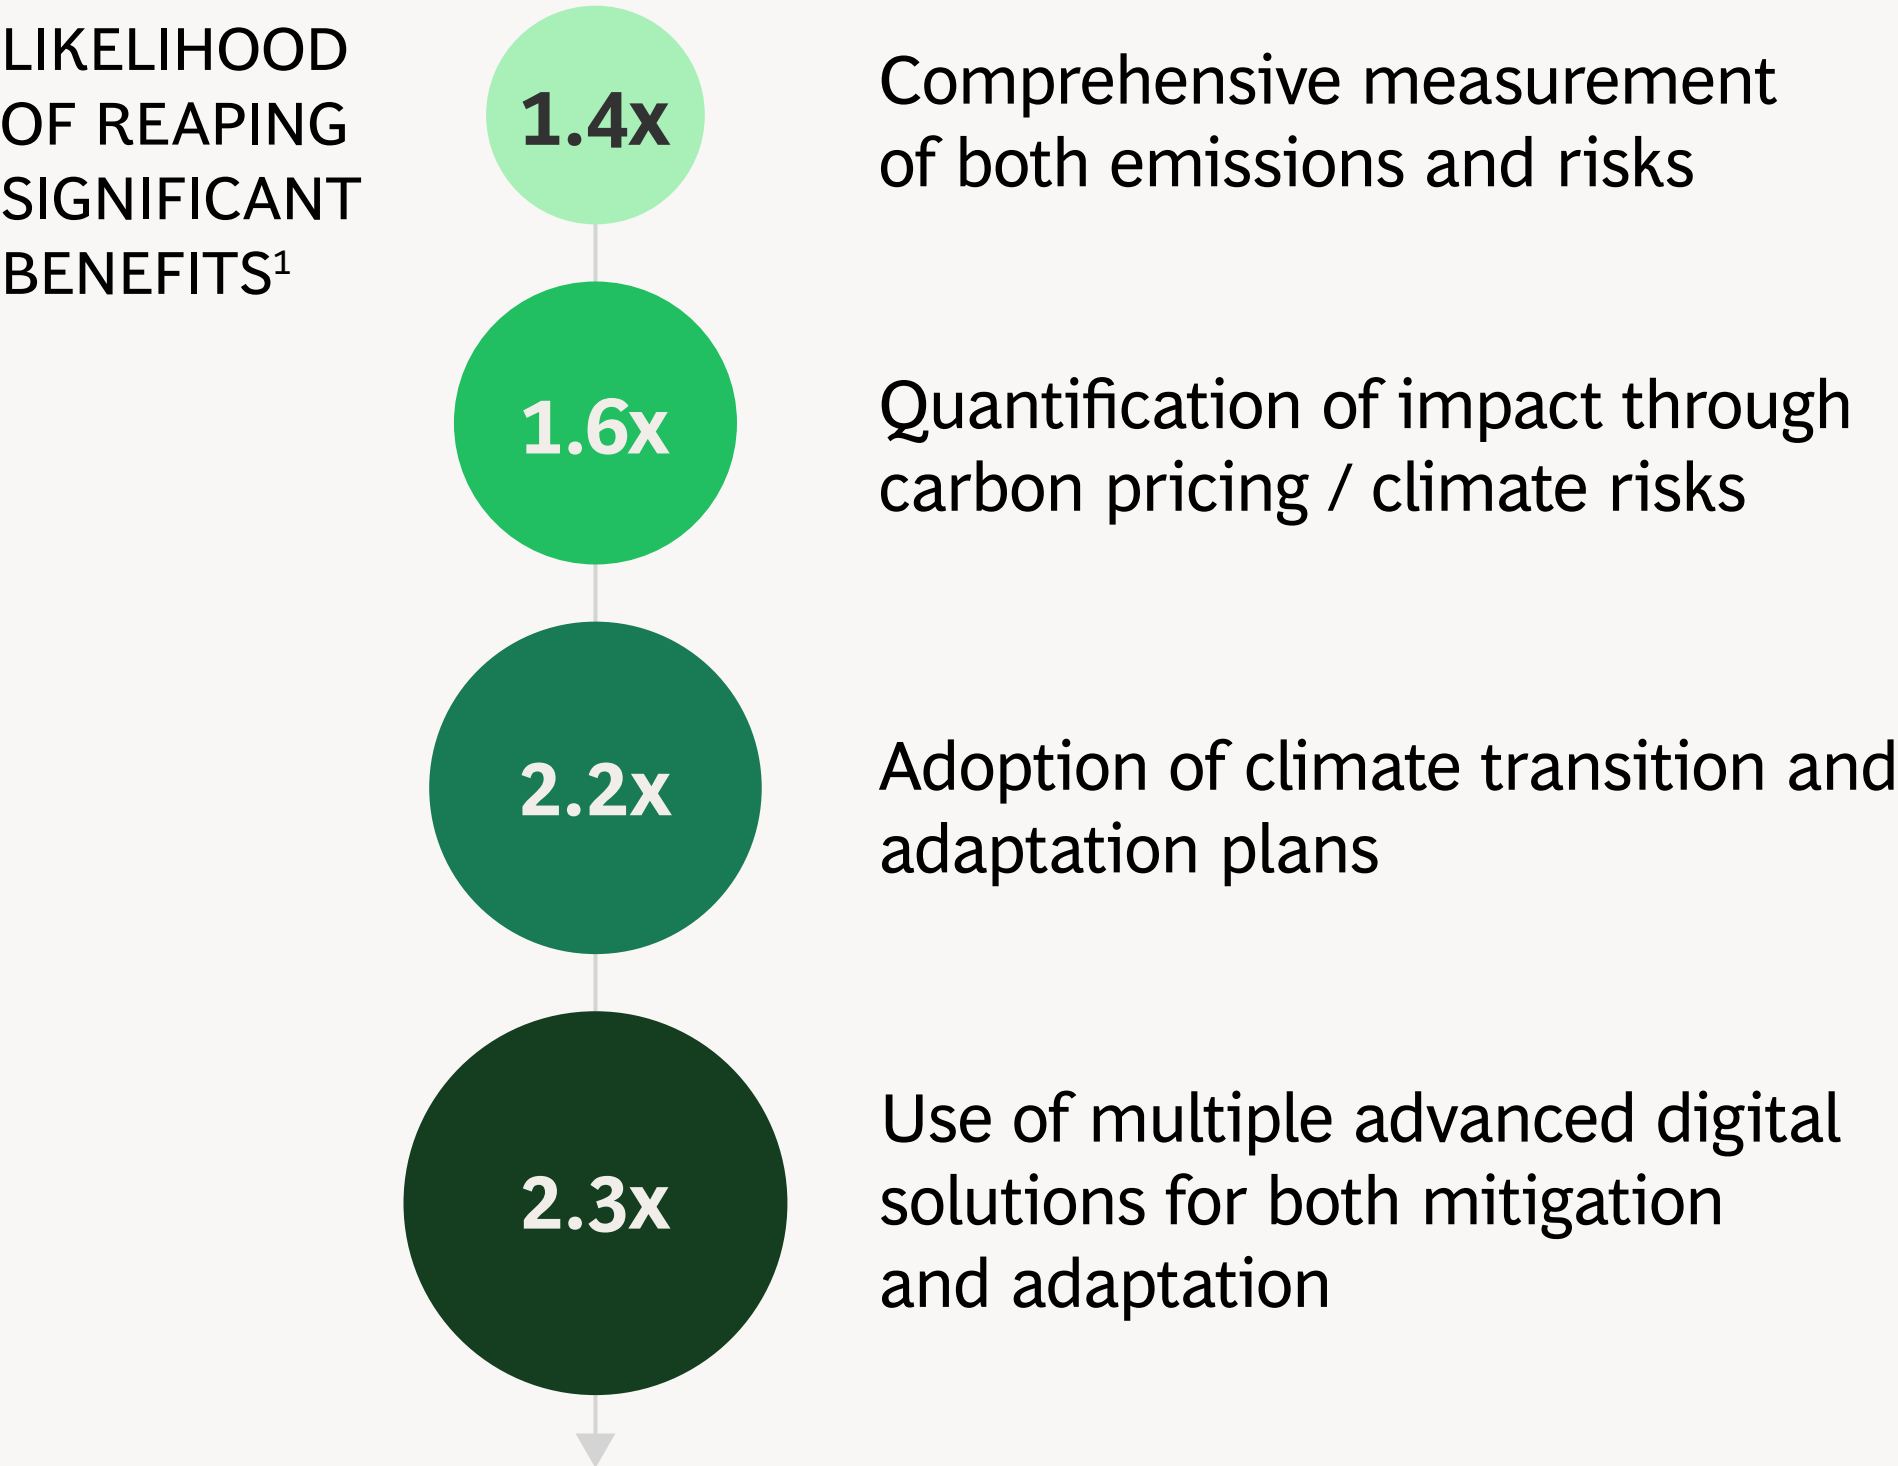 LIKELIHOOD
OF REAPING
SIGNIFICANT
BENEFITS¹
1.4x
Comprehensive measurement
of both emissions and risks
1.6x
Quantification of impact through
carbon pricing / climate risks
2.2x
Adoption of climate transition and
adaptation plans
2.3x
Use of multiple advanced digital
solutions for both mitigation
and adaptation